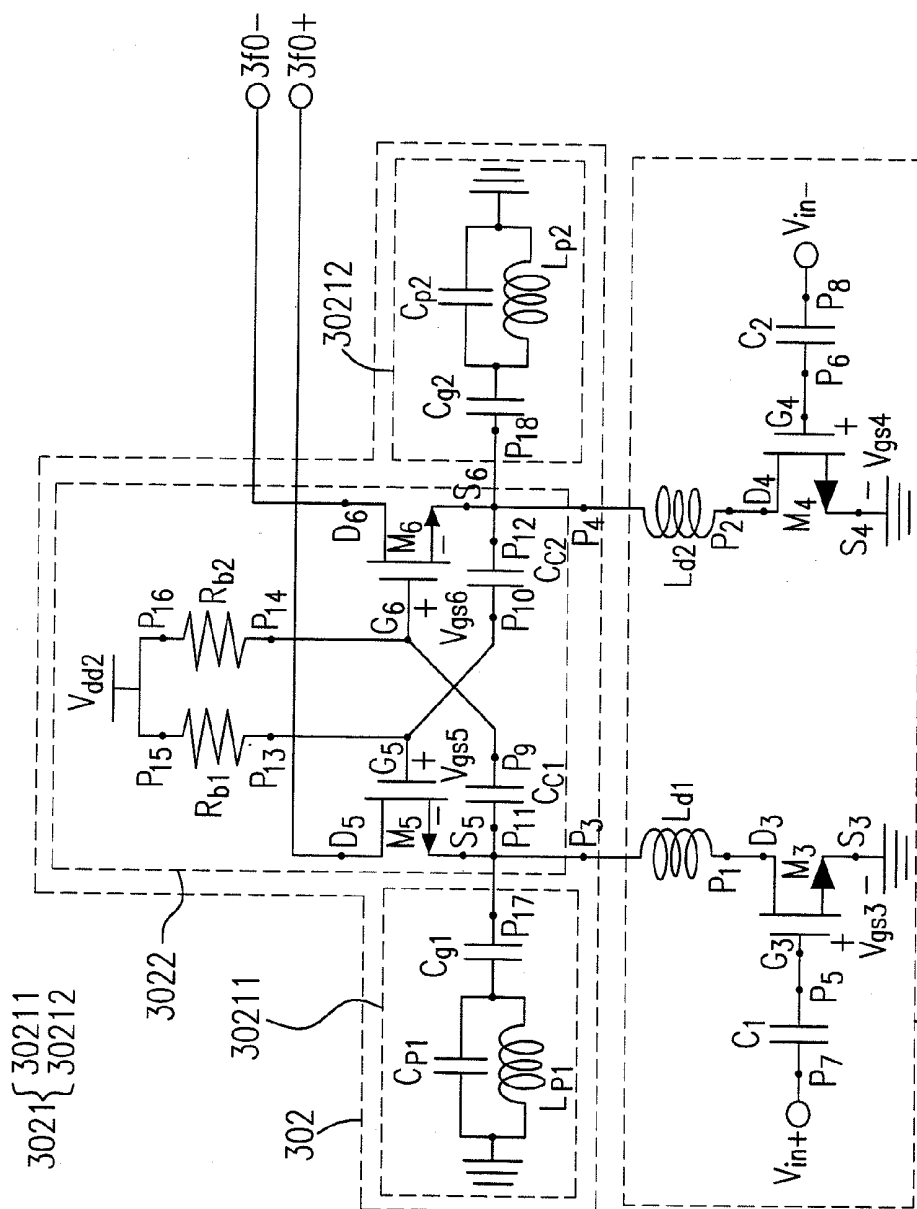 3021{ 30211
30212
3f0-
3f0+
3022
30211
302
30212
Vdd2
P15
P16
Rb1
Rb2
P13
P14
D5
D6
G5
G6
M5
M6
+
+
Vgs5
Vgs6
-
-
S5
S6
P11
P9
P10
P12
CC1
CC2
P17
P18
Cg1
Cg2
CP1
Cp2
LP1
Lp2
P3
P4
Ld1
Ld2
P1
P2
D3
D4
M3
M4
S3
S4
G3
G4
+
+
-
-
Vgs3
Vgs4
P5
P6
C1
C2
P7
P8
Vin+
Vin-